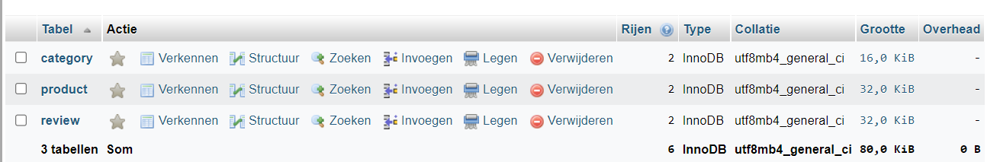 Tabel Actie Rijen Type Collatie Grootte Overhead
category Verkennen Structuur Zoeken Invoegen Legen Verwijderen 2 InnoDB utf8mb4_general_ci 16,0 KiB -
product Verkennen Structuur Zoeken Invoegen Legen Verwijderen 2 InnoDB utf8mb4_general_ci 32,0 KiB -
review Verkennen Structuur Zoeken Invoegen Legen Verwijderen 2 InnoDB utf8mb4_general_ci 32,0 KiB -
3 tabellen Som 6 InnoDB utf8mb4_general_ci 80,0 KiB 0 B